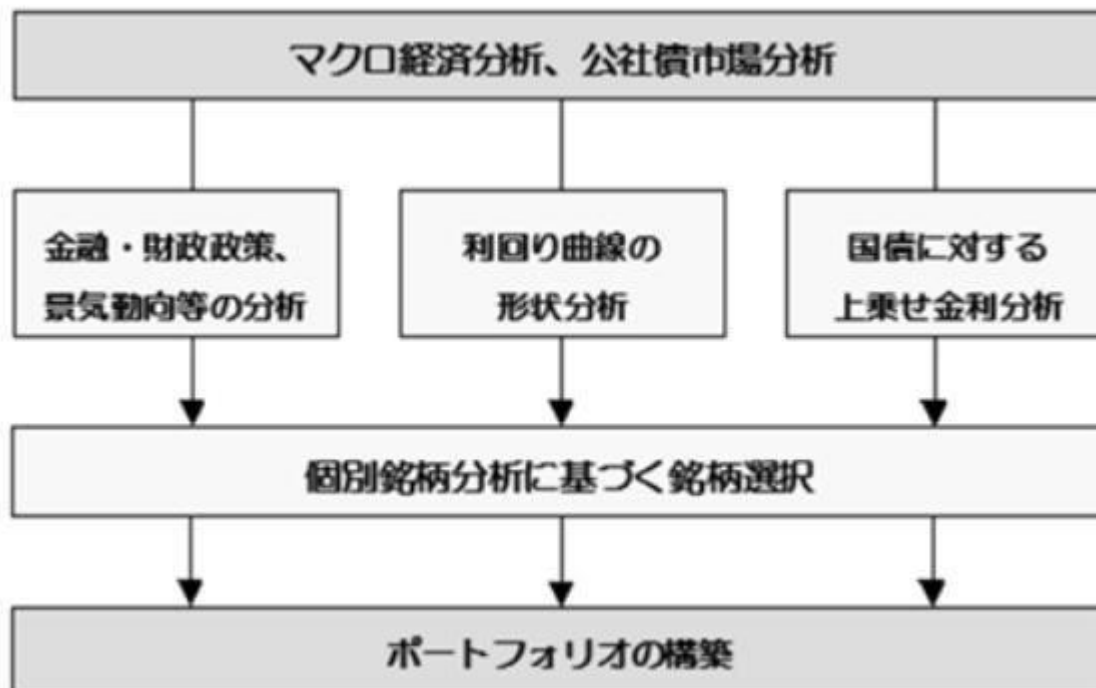 マクロ経済分析、公社債市場分析
金融・財政政策、
景気動向等の分析
利回り曲線の
形状分析
国債に対する
上乗せ金利分析
個別銘柄分析に基づく銘柄選択
ポートフォリオの構築